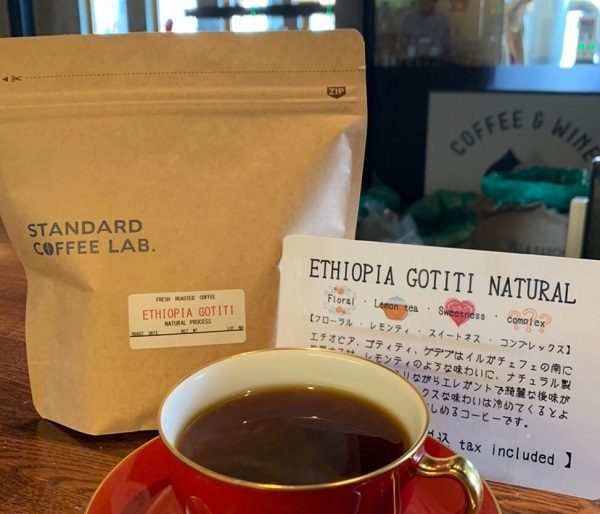 ZIP
STANDARD
COFFEE LAB.
FRESH ROASTED COFFEE
ETHIOPIA GOTITI
NATURAL PROCESS
ROAST DATE NET WT LOT NO
COFFEE & WINE
ETHIOPIA GOTITI NATURAL
Floral · Lemon tea · Sweetness · Complex
【フローラル・レモンティ・スイートネス・コンプレックス】
エチオピア、ゴティティ、ゲデブはイルガチェフェの南に
レモンティのような味わいに、ナチュラル製
ながらエレガントで綺麗な後味が
クスな味わいは冷めてくるとよ
しめるコーヒーです。
込 tax included 】